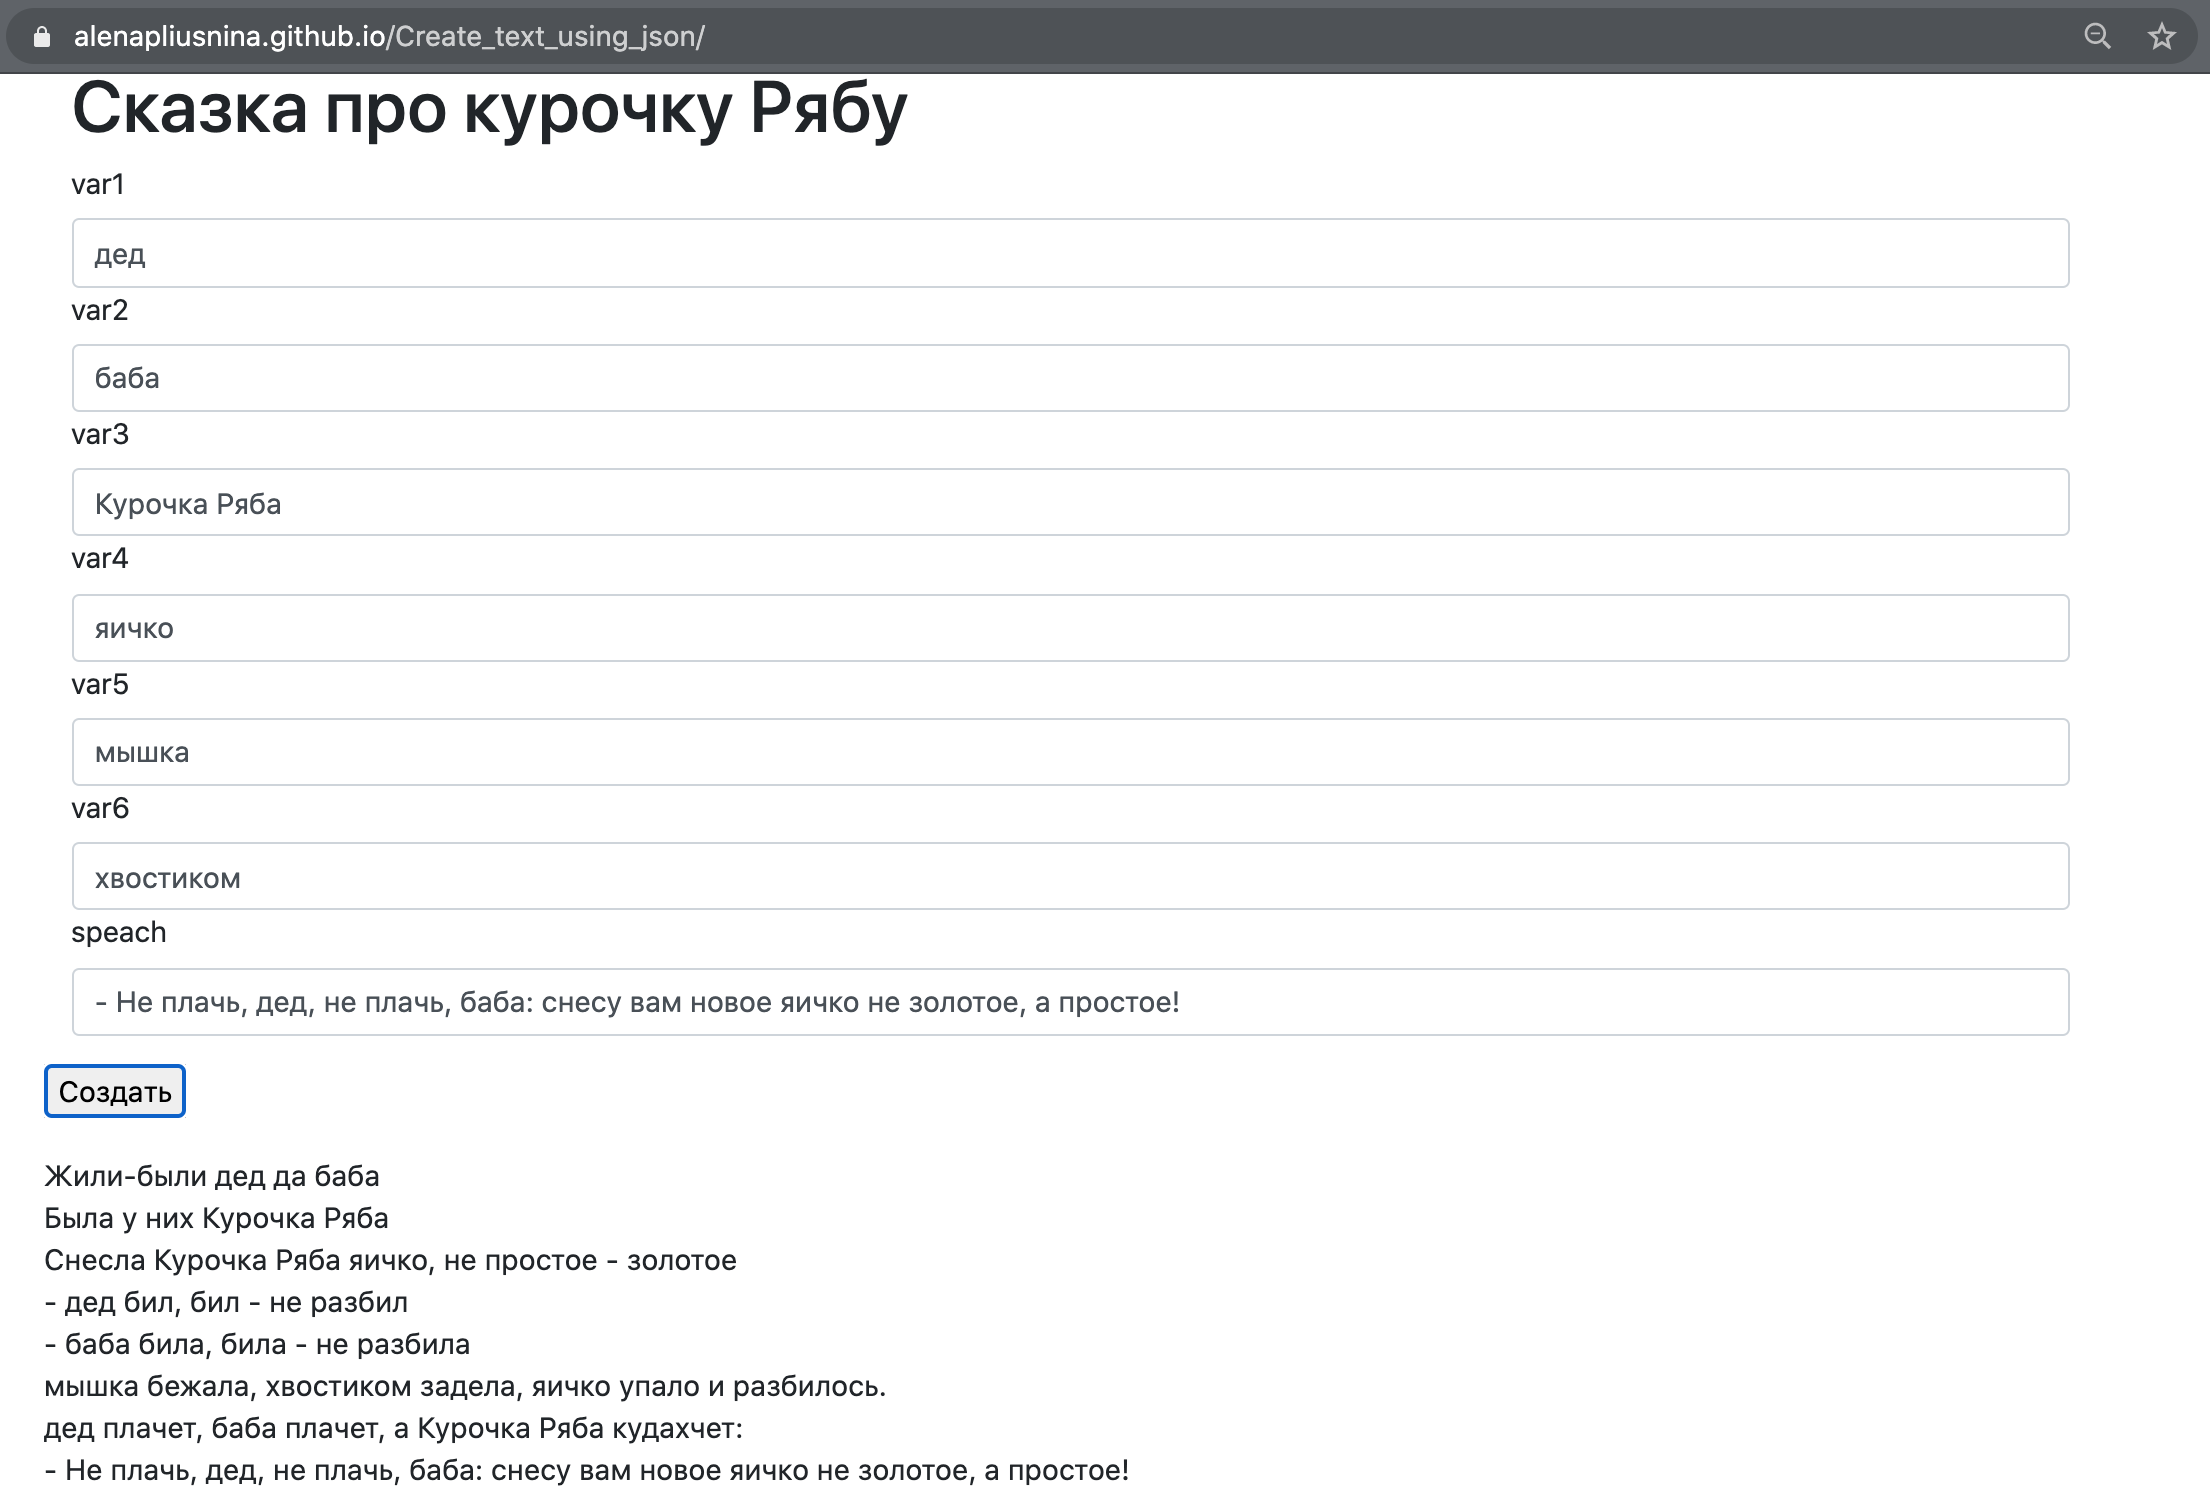 alenapliusnina.github.io/Create_text_using_json/
Сказка про курочку Рябу
var1
дед
var2
баба
var3
Курочка Ряба
var4
яичко
var5
мышка
var6
хвостиком
speach
- Не плачь, дед, не плачь, баба: снесу вам новое яичко не золотое, а простое!
Создать
Жили-были дед да баба
Была у них Курочка Ряба
Снесла Курочка Ряба яичко, не простое - золотое
- дед бил, бил - не разбил
- баба била, била - не разбила
мышка бежала, хвостиком задела, яичко упало и разбилось.
дед плачет, баба плачет, а Курочка Ряба кудахчет:
- Не плачь, дед, не плачь, баба: снесу вам новое яичко не золотое, а простое!